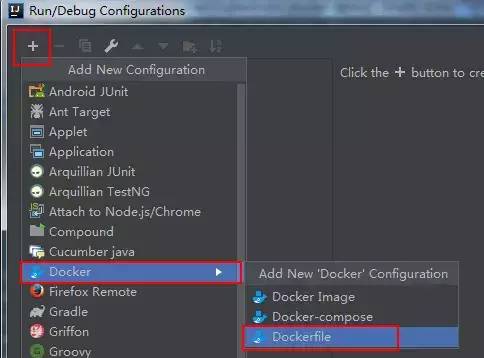 Run/Debug Configurations
Add New Configuration
Click the + button to cre
Android JUnit
Ant Target
Applet
Application
Arquillian JUnit
Arquillian TestNG
Attach to Node.js/Chrome
Compound
Cucumber java
Docker
Firefox Remote
Gradle
Griffon
Groovy
Add New 'Docker' Configuration
Docker Image
Docker-compose
Dockerfile